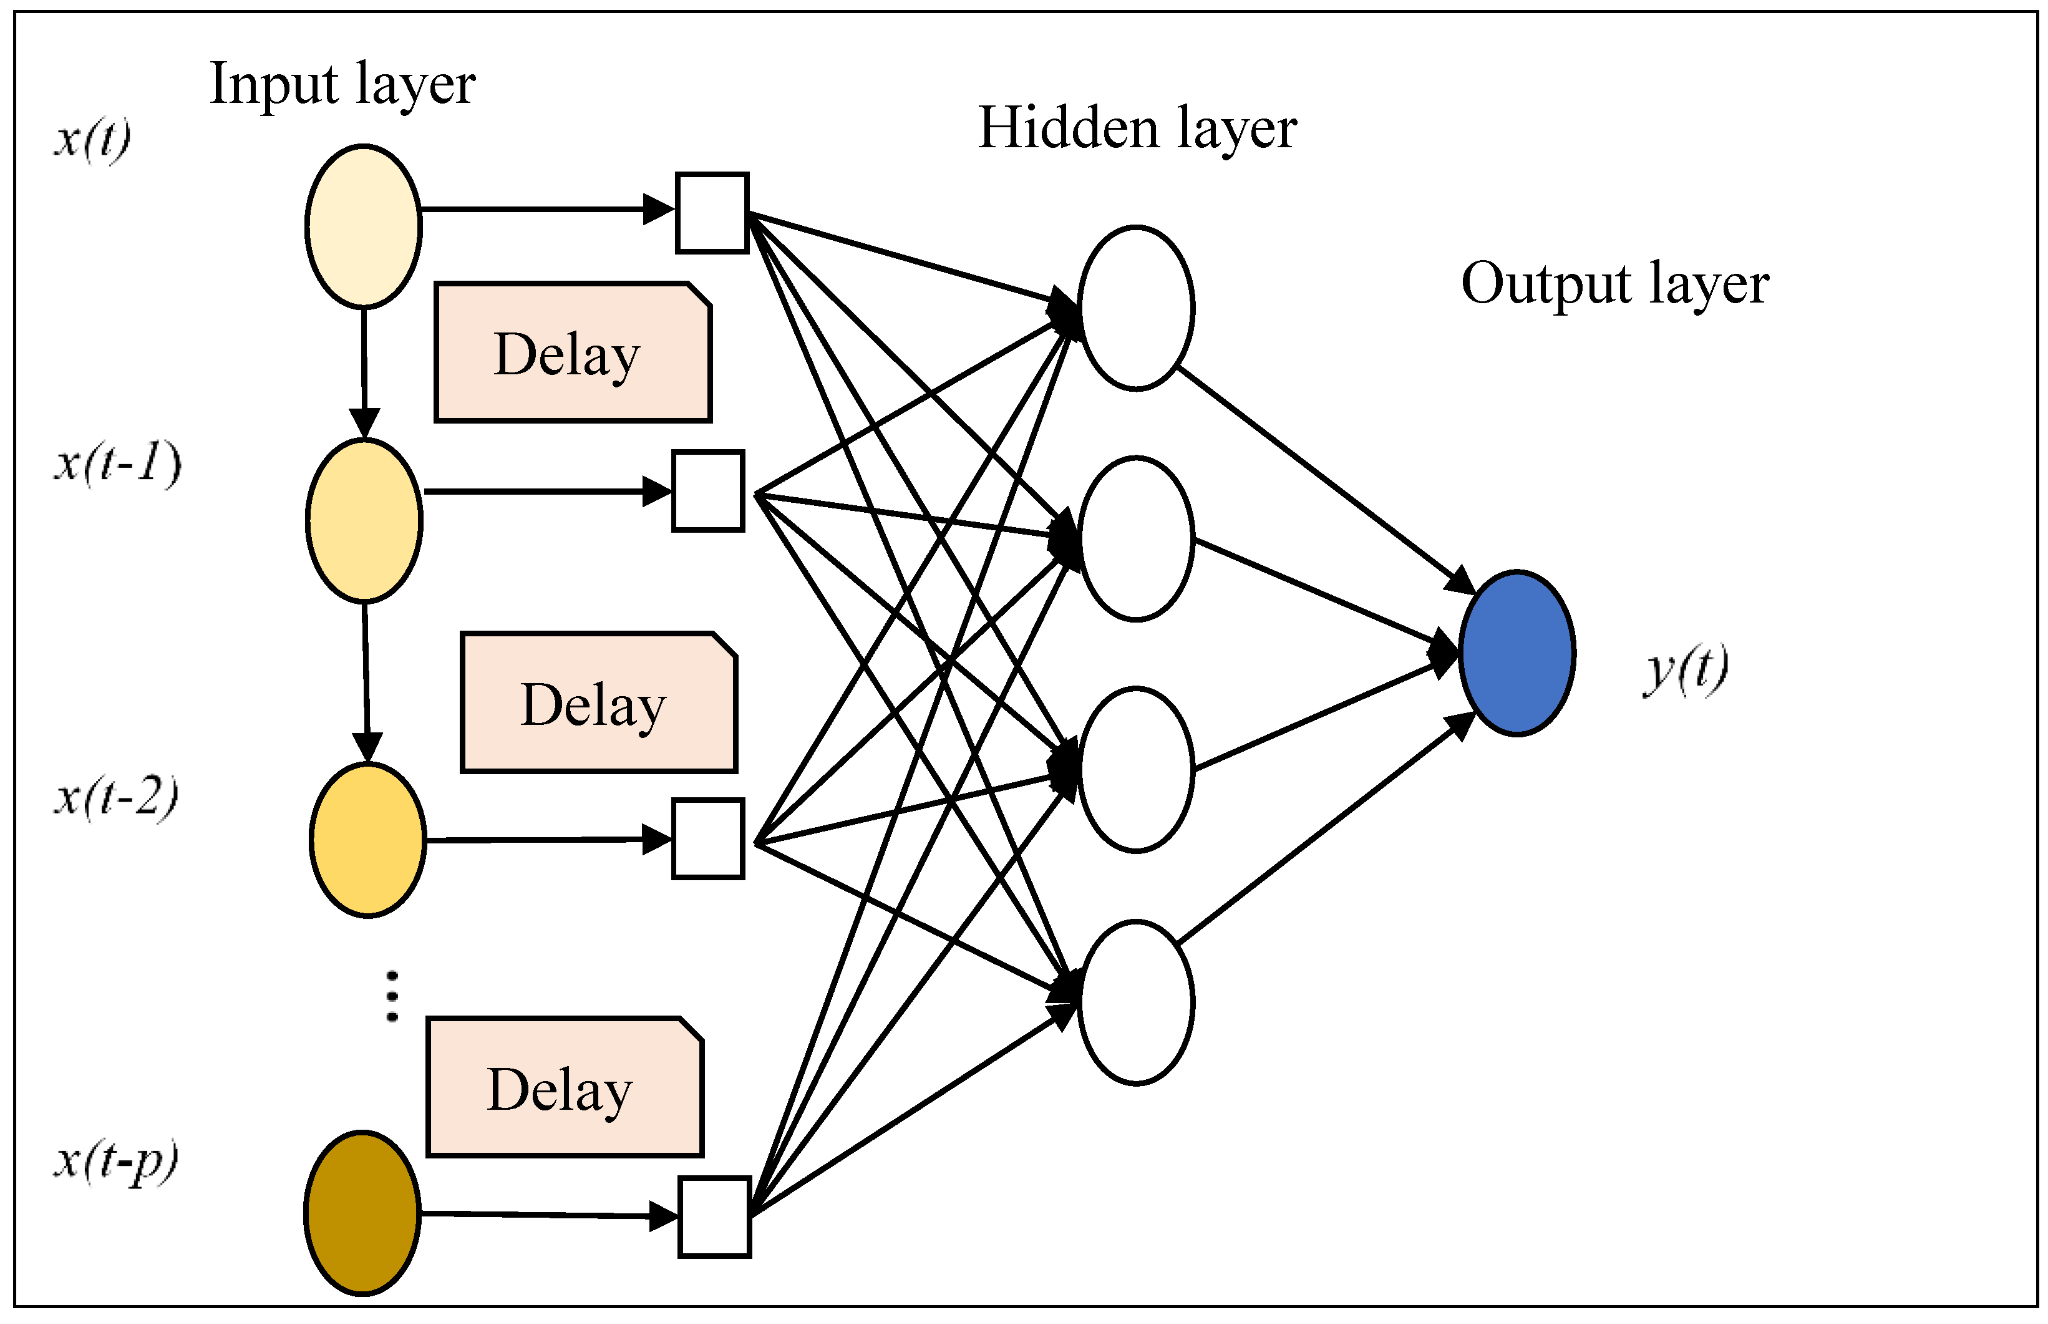 Input layer
x(t)
Hidden layer
Output layer
Delay
x(t-1)
y(t)
Delay
x(t-2)
Delay
x(t-p)